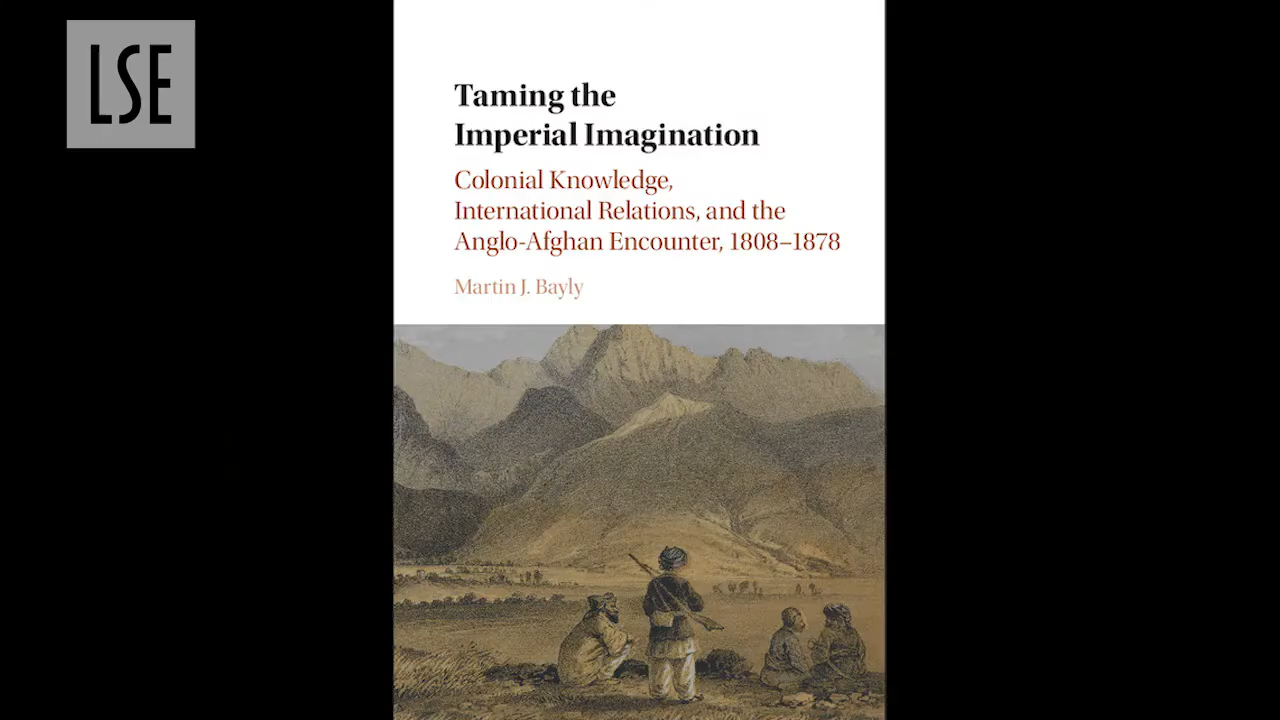 LSE
Taming the
Imperial Imagination
Colonial Knowledge,
International Relations, and the
Anglo-Afghan Encounter, 1808–1878
Martin J. Bayly